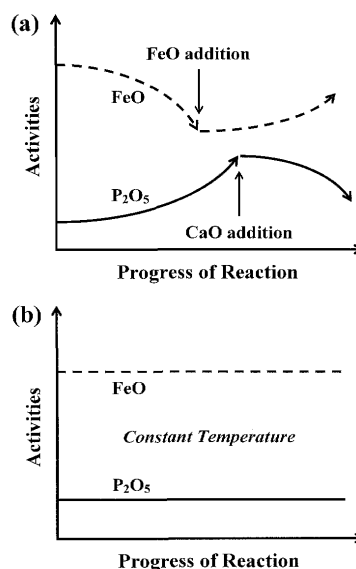 (a)
FeO addition
FeO
Activities
P₂O₅
CaO addition
Progress of Reaction
(b)
FeO
Constant Temperature
Activities
P₂O₅
Progress of Reaction